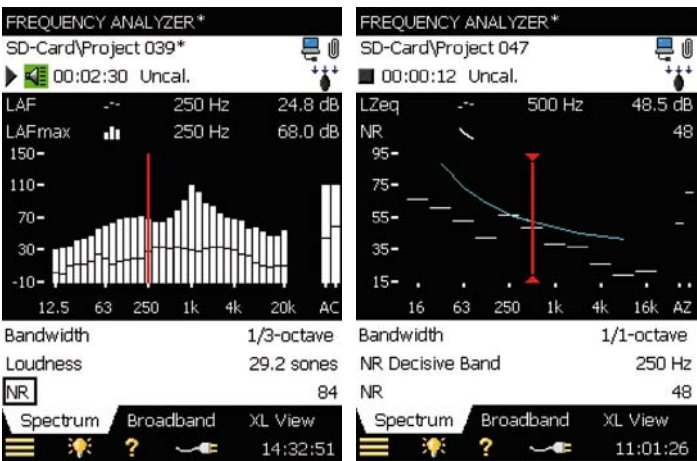 FREQUENCY ANALYZER*
SD-Card\Project 039*
00:02:30 Uncal.
LAF 250 Hz 24.8 dB
LAFmax 250 Hz 68.0 dB
150-
110-
70-
30-
-10-
12.5 63 250 1k 4k 20k AC
Bandwidth 1/3-octave
Loudness 29.2 sones
NR 84
Spectrum Broadband XL View
? 14:32:51
FREQUENCY ANALYZER*
SD-Card\Project 047
00:00:12 Uncal.
LZeq 500 Hz 48.5 dB
NR 48
95-
75-
55-
35-
15-
16 63 250 1k 4k 16k AZ
Bandwidth 1/1-octave
NR Decisive Band 250 Hz
NR 48
Spectrum Broadband XL View
? 11:01:26